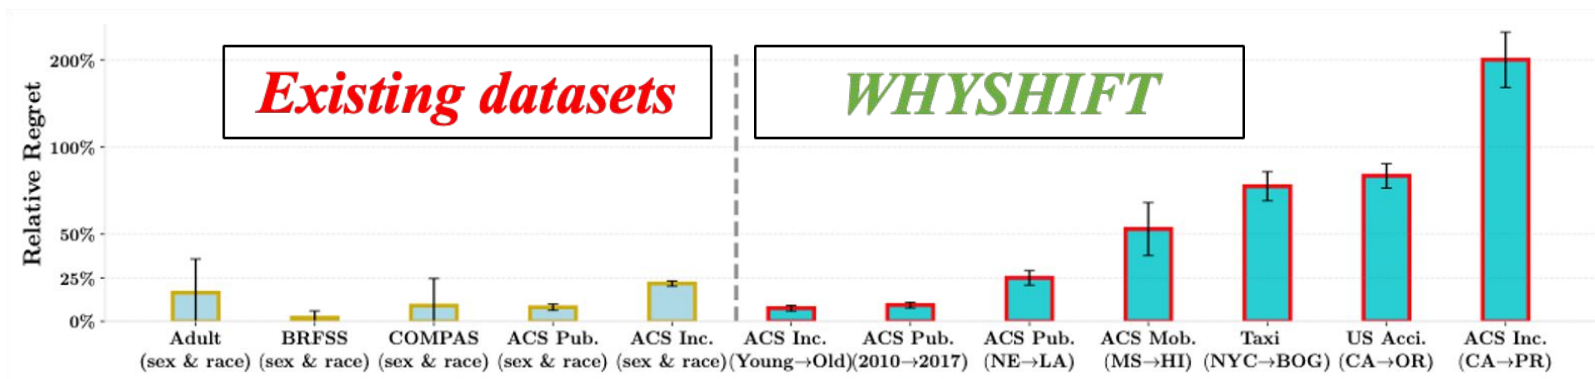 Existing datasets
WHYSHIFT
Relative Regret
200%
100%
50%
25%
0%
Adult
(sex & race)
BRFSS
(sex & race)
COMPAS
(sex & race)
ACS Pub.
(sex & race)
ACS Inc.
(sex & race)
ACS Inc.
(Young→Old)
ACS Pub.
(2010→2017)
ACS Pub.
(NE→LA)
ACS Mob.
(MS→HI)
Taxi
(NYC→BOG)
US Acci.
(CA→OR)
ACS Inc.
(CA→PR)